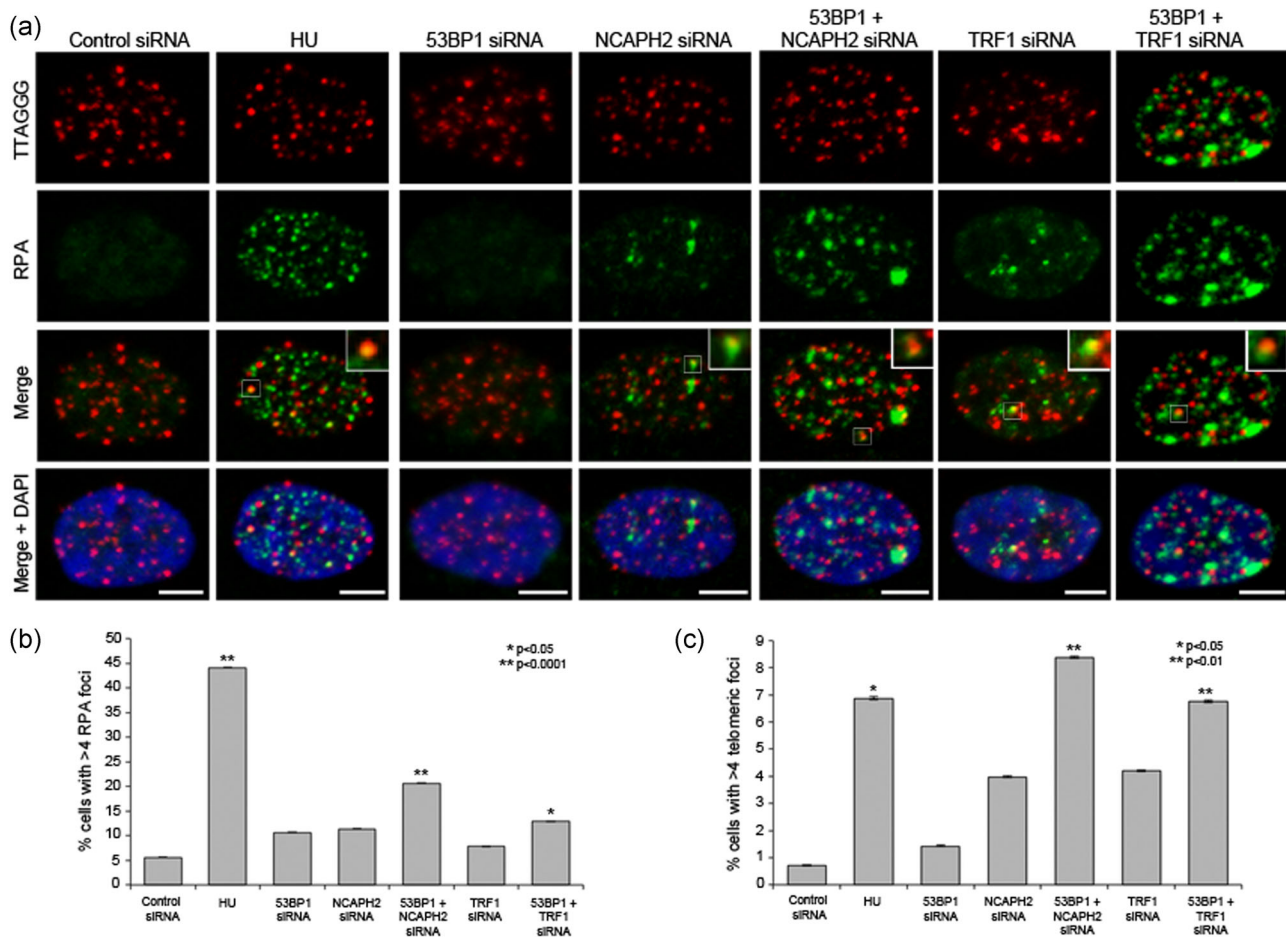 (a)
Control siRNA
HU
53BP1 siRNA
NCAPH2 siRNA
53BP1 +
NCAPH2 siRNA
TRF1 siRNA
53BP1 +
TRF1 siRNA
TTAGGG
RPA
Merge
Merge + DAPI
(b)
% cells with >4 RPA foci
50
45
40
35
30
25
20
15
10
5
0
**
**
*
* p<0.05
** p<0.0001
Control
siRNA
HU
53BP1
siRNA
NCAPH2
siRNA
53BP1 +
NCAPH2
siRNA
TRF1
siRNA
53BP1 +
TRF1
siRNA
(c)
% cells with >4 telomeric foci
9
8
7
6
5
4
3
2
1
0
*
**
**
* p<0.05
** p<0.01
Control
siRNA
HU
53BP1
siRNA
NCAPH2
siRNA
53BP1 +
NCAPH2
siRNA
TRF1
siRNA
53BP1 +
TRF1
siRNA